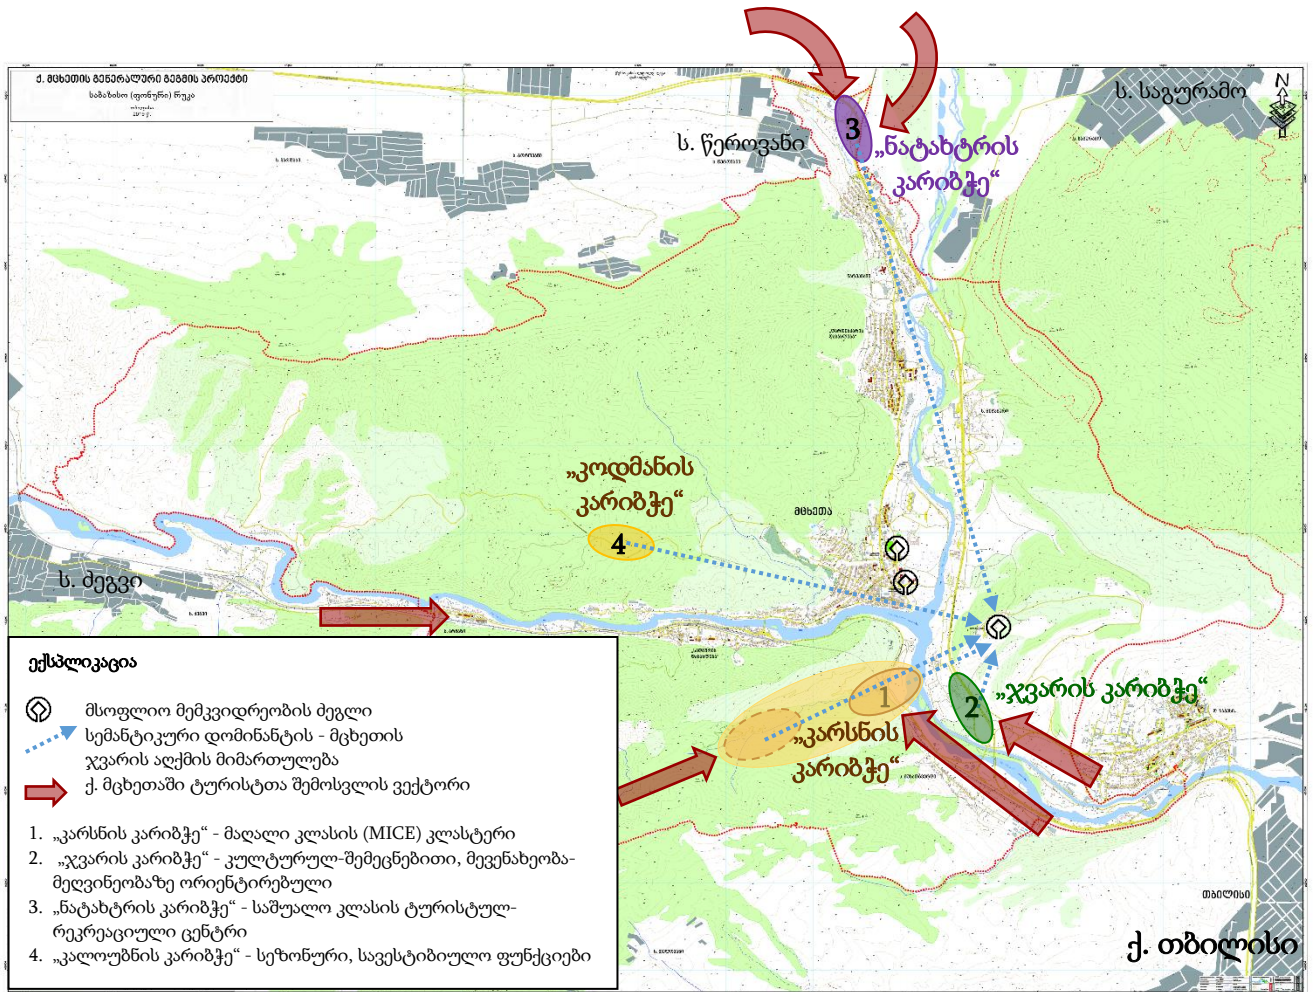 ქ. მცხეთის გენერალური გეგმის პროექტი
საბაზისო (ფონური) რუკა
N
ს. საგურამო
ს. წეროვანი
3
„ნატახტრის
კარიბჭე“
„კოდმანის
კარიბჭე“
4
მცხეთა
ს. ძეგვი
1
2
„ჯვარის კარიბჭე“
„კარსნის
კარიბჭე“
თბილისი
ქ. თბილისი
ექსპლიკაცია
მსოფლიო მემკვიდრეობის ძეგლი
სემანტიკური დომინანტის - მცხეთის
ჯვარის აღქმის მიმართულება
ქ. მცხეთაში ტურისტთა შემოსვლის ვექტორი
1. „კარსნის კარიბჭე“ - მაღალი კლასის (MICE) კლასტერი
2. „ჯვარის კარიბჭე“ - კულტურულ-შემეცნებითი, მევენახეობა-
მეღვინეობაზე ორიენტირებული
3. „ნატახტრის კარიბჭე“ - საშუალო კლასის ტურისტულ-
რეკრეაციული ცენტრი
4. „კალოუბნის კარიბჭე“ - სეზონური, სავესტიბიულო ფუნქციები